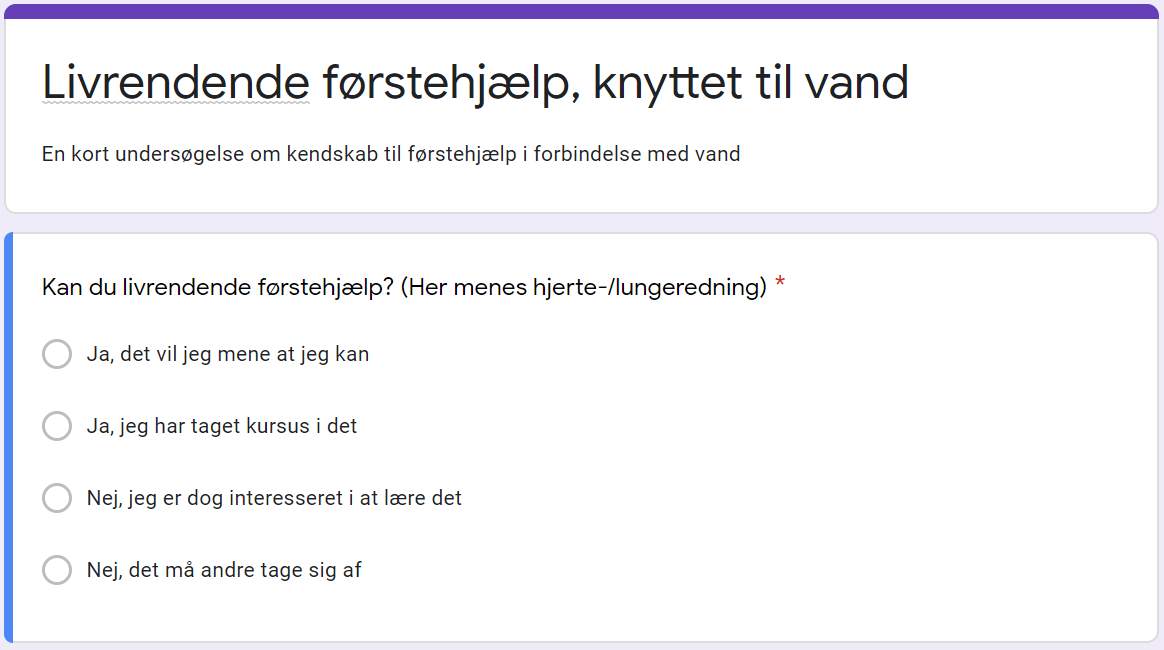 Livrendende førstehjælp, knyttet til vand
En kort undersøgelse om kendskab til førstehjælp i forbindelse med vand
Kan du livrendende førstehjælp? (Her menes hjerte-/lungeredning) *
Ja, det vil jeg mene at jeg kan
Ja, jeg har taget kursus i det
Nej, jeg er dog interesseret i at lære det
Nej, det må andre tage sig af